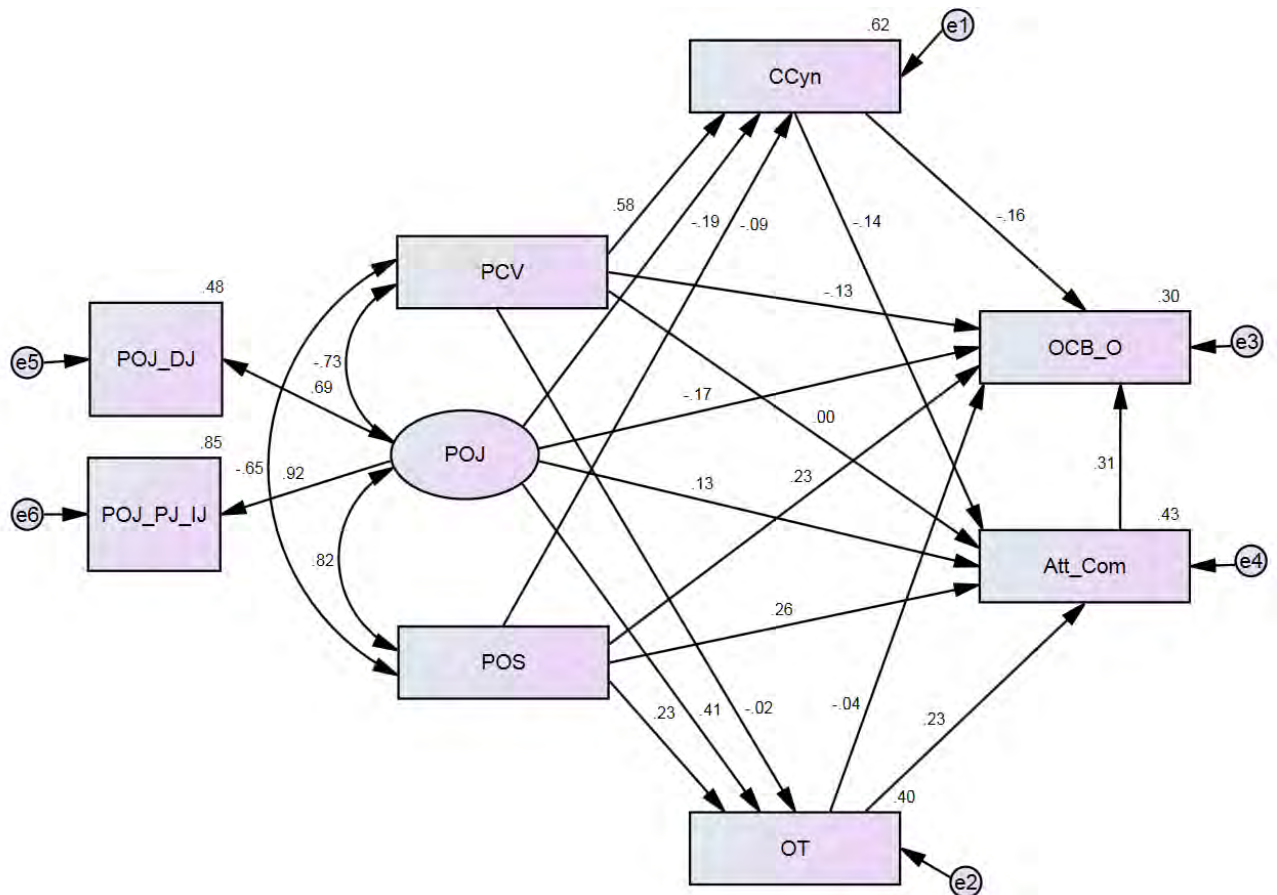 .62
e1
CCyn
.58
-.19
-.09
-.14
-.16
PCV
.48
-.13
.30
e5
POJ_DJ
-.73
OCB_O
e3
.69
-.17
.00
.85
-.65
.92
POJ
.23
.31
.13
e6
POJ_PJ_IJ
.43
.82
Att_Com
e4
.26
POS
.23
.41
-.02
-.04
.23
.40
OT
e2